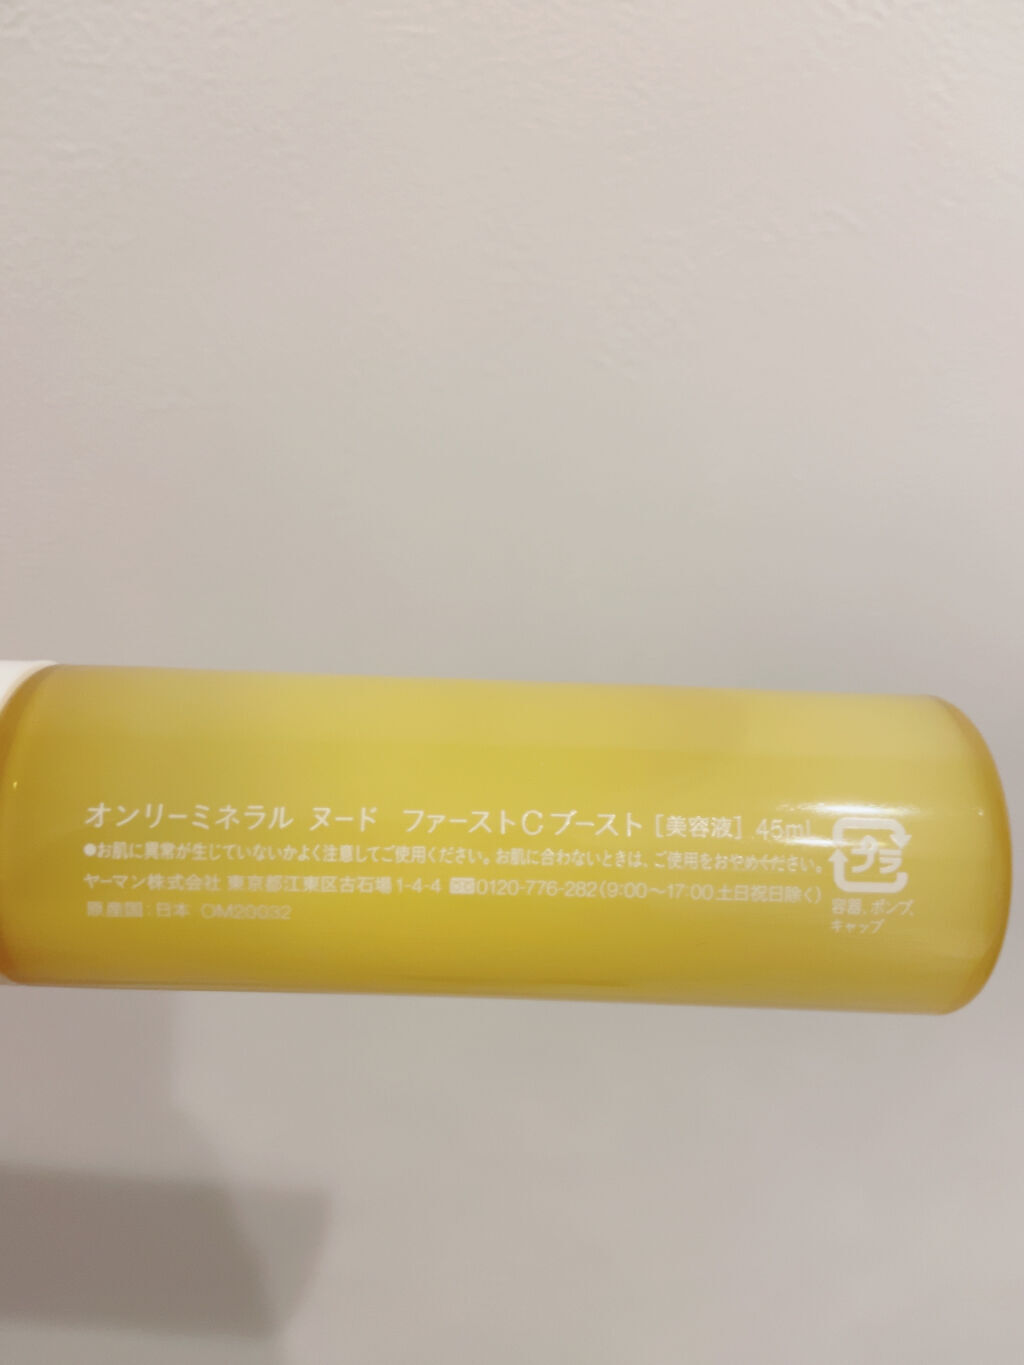 オンリーミネラル ヌード ファーストCブースト［美容液］ 45ml
●お肌に異常が生じていないかよく注意してご使用ください。お肌に合わないときは、ご使用をおやめください。
ヤーマン株式会社 東京都江東区古石場1-4-4 0120-776-282(9:00～17:00土日祝日除く)
原産国：日本 OM20032
プラ
容器、ポンプ、
キャップ